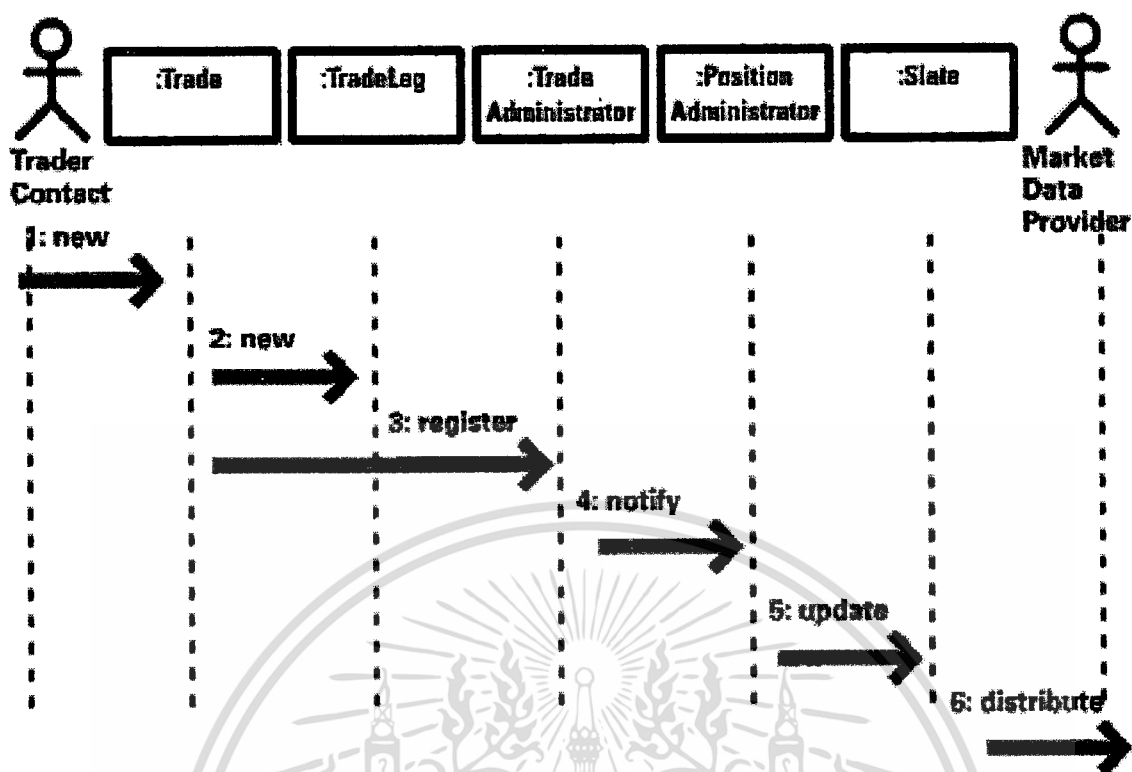 :Trade
:TradeLeg
:Trade
Administrator
:Position
Administrator
:Slate
Trader
Contact
Market
Data
Provider
1: new
2: new
3: register
4: notify
5: update
6: distribute